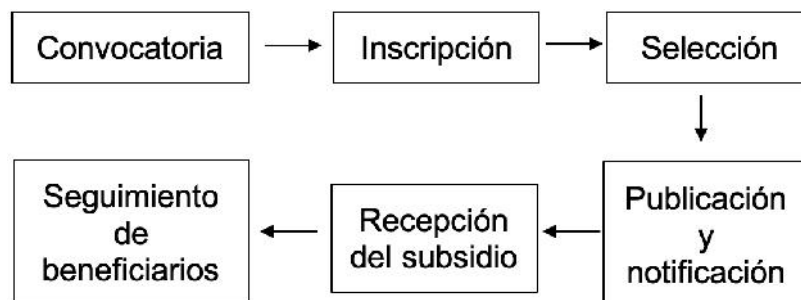 Convocatoria
Inscripción
Selección
Publicación
y
notificación
Recepción
del subsidio
Seguimiento
de
beneficiarios